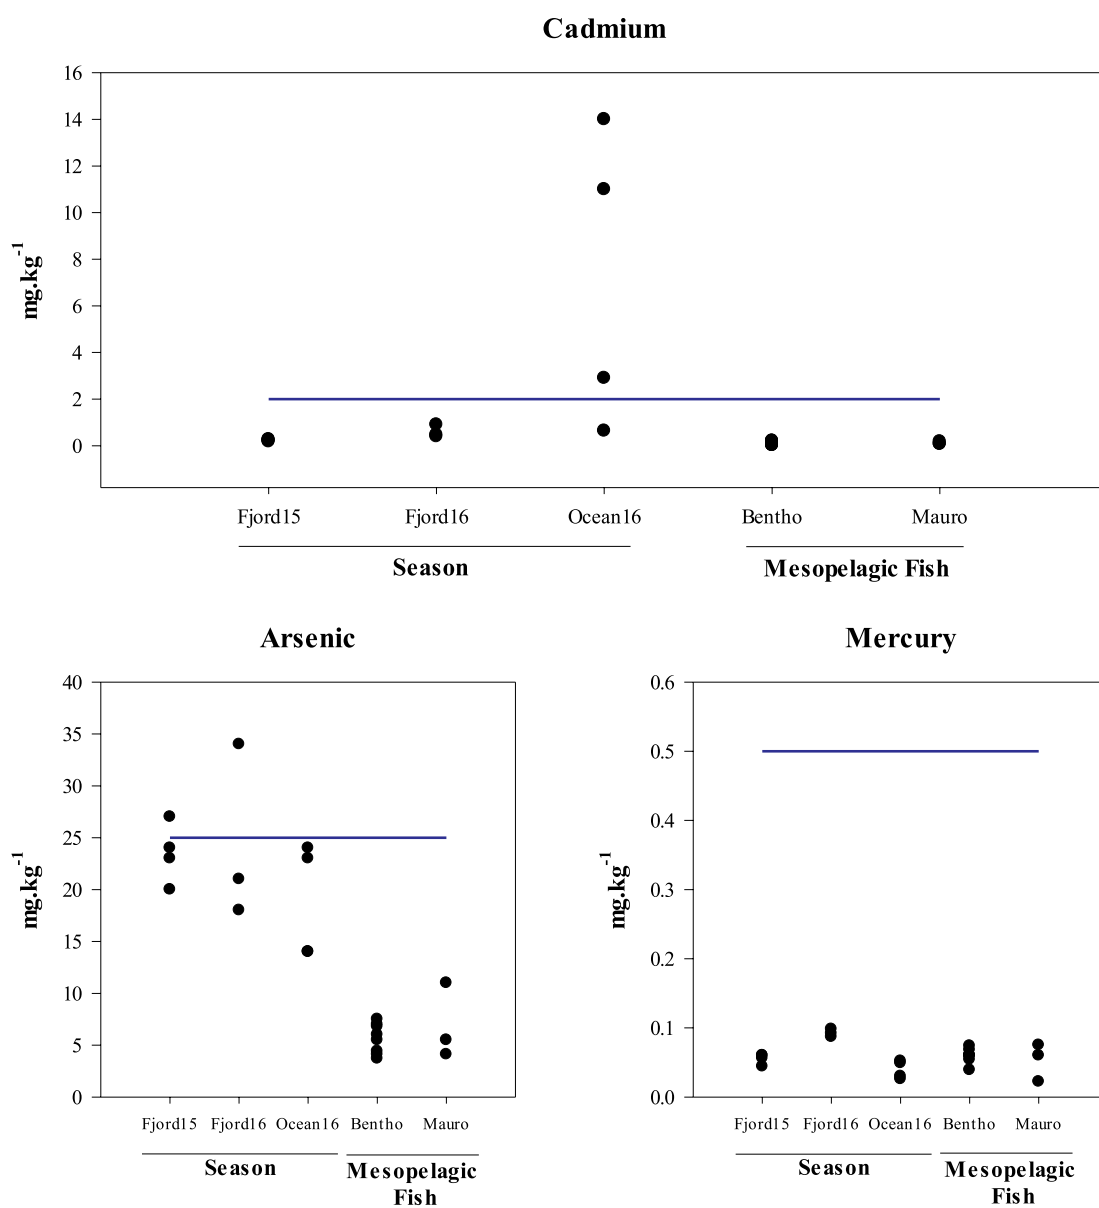 Cadmium
16
14
12
10
8
6
4
2
0
mg.kg-1
Fjord15 Fjord16 Ocean16 Bentho Mauro
Season Mesopelagic Fish
Arsenic
40
35
30
25
20
15
10
5
0
mg.kg-1
Fjord15 Fjord16 Ocean16 Bentho Mauro
Season Mesopelagic
Fish
Mercury
0.6
0.5
0.4
0.3
0.2
0.1
0.0
mg.kg-1
Fjord15 Fjord16 Ocean16 Bentho Mauro
Season Mesopelagic
Fish